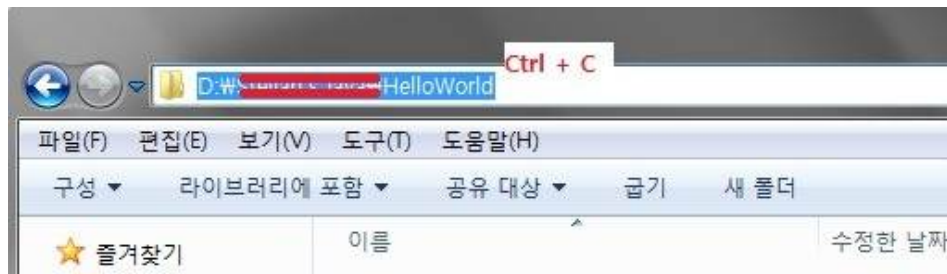 Ctrl + C
D:₩ HelloWorld
파일(F) 편집(E) 보기(V) 도구(T) 도움말(H)
구성 라이브러리에 포함 공유 대상 굽기 새 폴더
즐겨찾기 이름 수정한 날짜